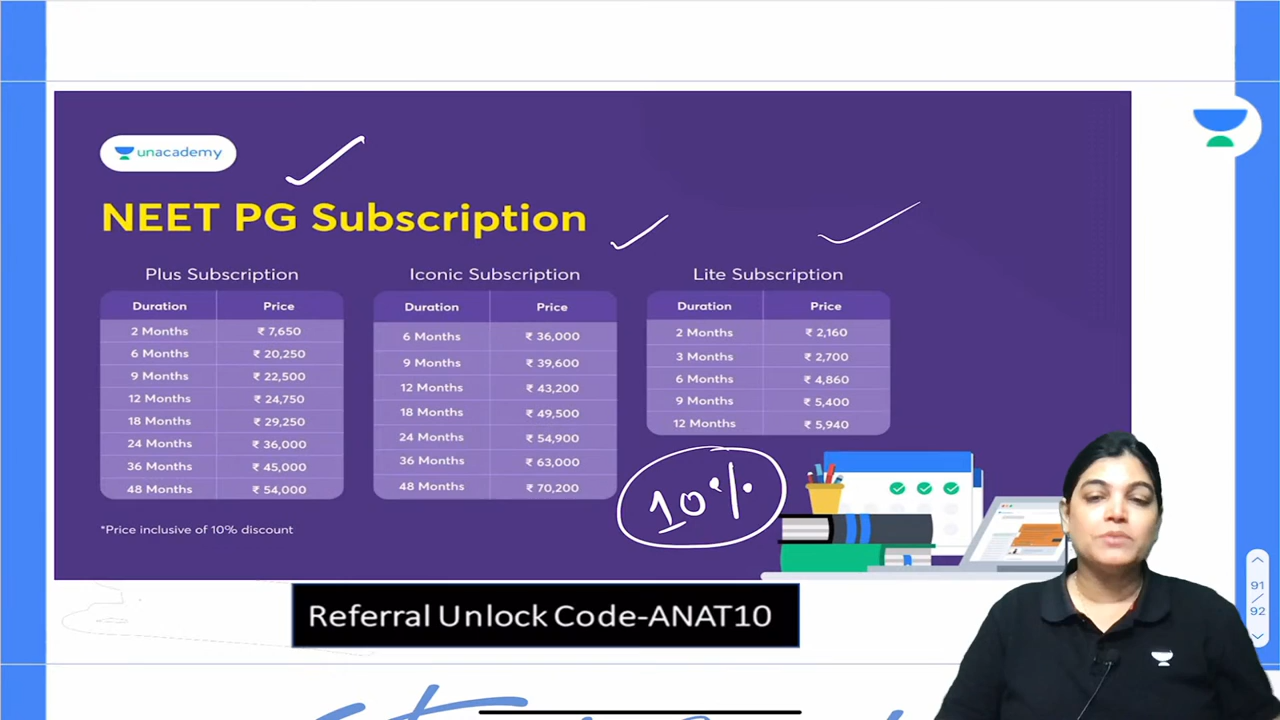 unacademy
NEET PG Subscription
Plus Subscription
Duration Price
2 Months ₹ 7,650
6 Months ₹ 20,250
9 Months ₹ 22,500
12 Months ₹ 24,750
18 Months ₹ 29,250
24 Months ₹ 36,000
36 Months ₹ 45,000
48 Months ₹ 54,000
*Price inclusive of 10% discount
Iconic Subscription
Duration Price
6 Months ₹ 36,000
9 Months ₹ 39,600
12 Months ₹ 43,200
18 Months ₹ 49,500
24 Months ₹ 54,900
36 Months ₹ 63,000
48 Months ₹ 70,200
Lite Subscription
Duration Price
2 Months ₹ 2,160
3 Months ₹ 2,700
6 Months ₹ 4,860
9 Months ₹ 5,400
12 Months ₹ 5,940
10%
Referral Unlock Code-ANAT10
91
/
92